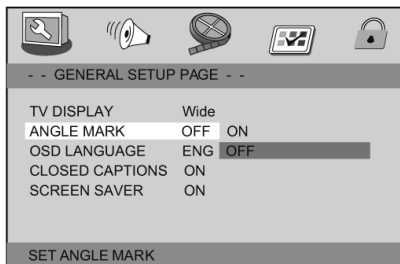 - - GENERAL SETUP PAGE - -
TV DISPLAY Wide
ANGLE MARK OFF ON
OSD LANGUAGE ENG OFF
CLOSED CAPTIONS ON
SCREEN SAVER ON
SET ANGLE MARK